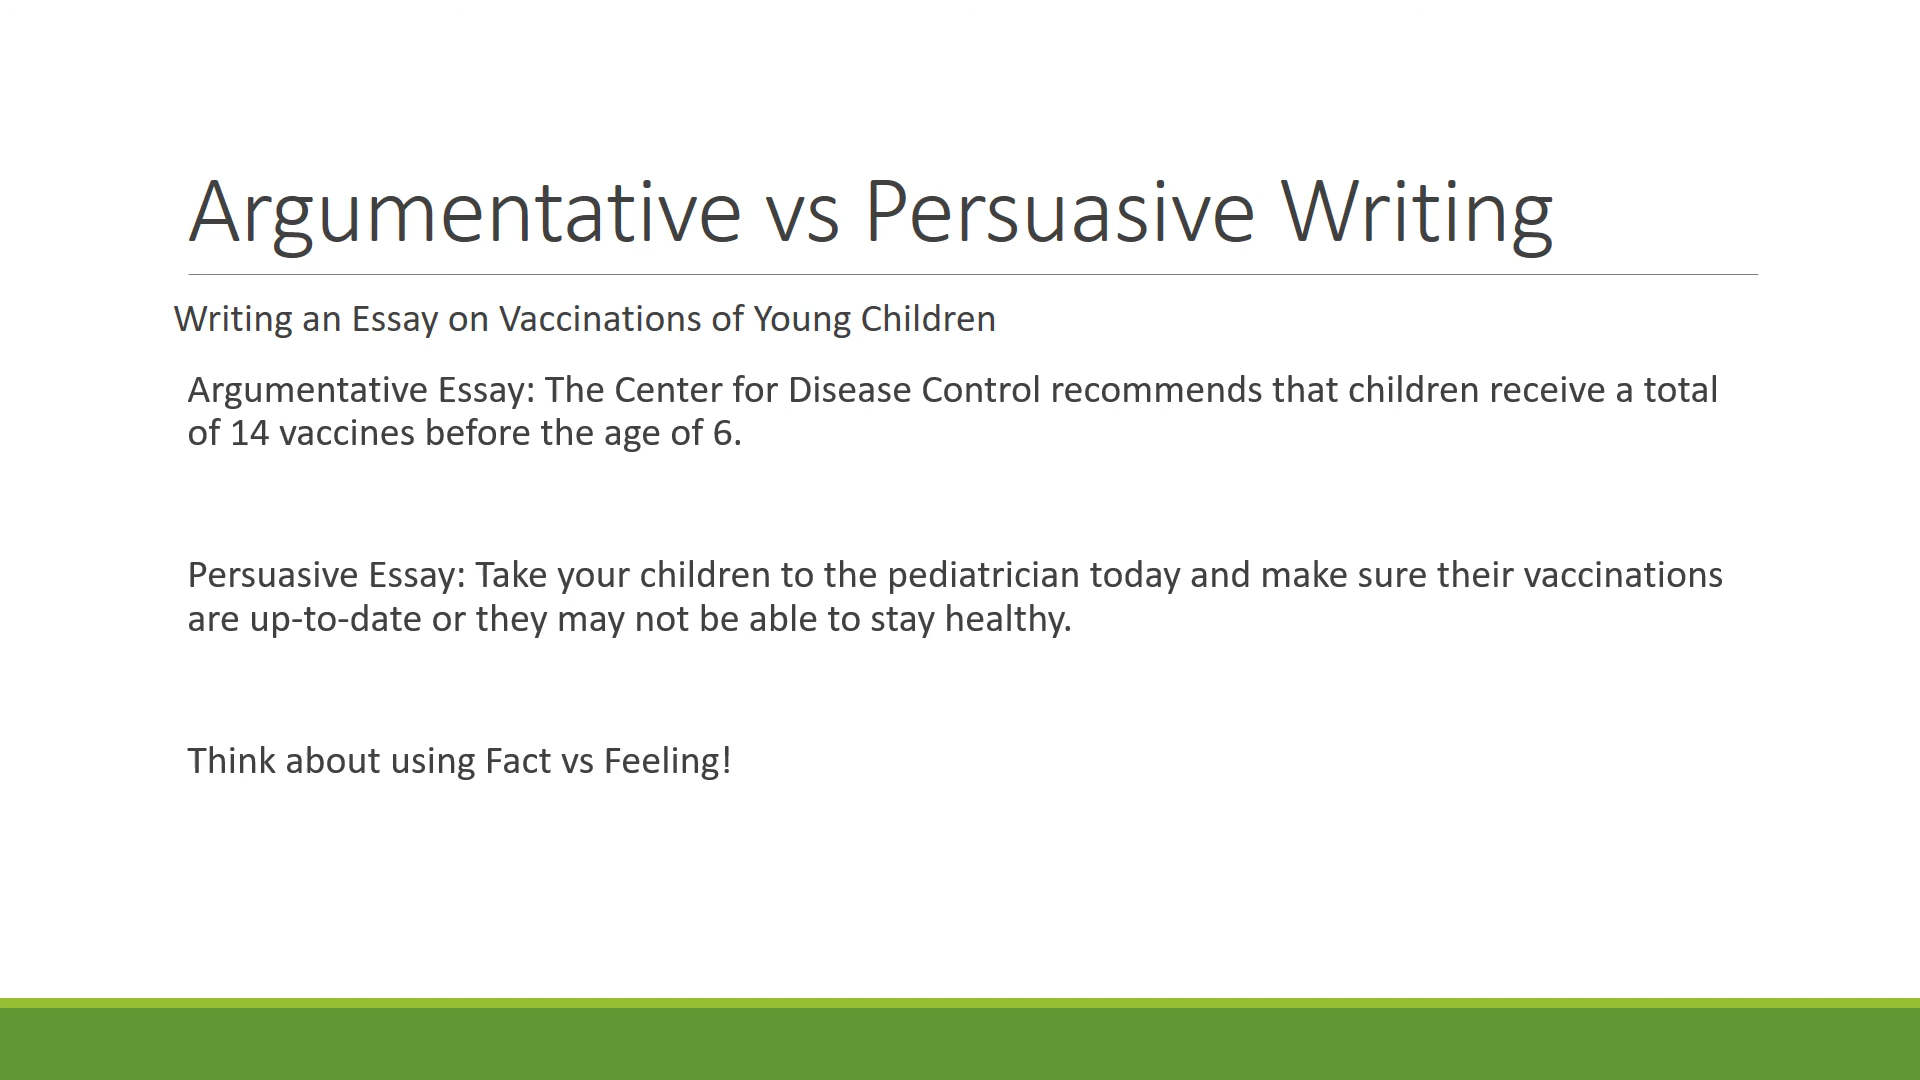 Argumentative vs Persuasive Writing
Writing an Essay on Vaccinations of Young Children
Argumentative Essay: The Center for Disease Control recommends that children receive a total
of 14 vaccines before the age of 6.
Persuasive Essay: Take your children to the pediatrician today and make sure their vaccinations
are up-to-date or they may not be able to stay healthy.
Think about using Fact vs Feeling!